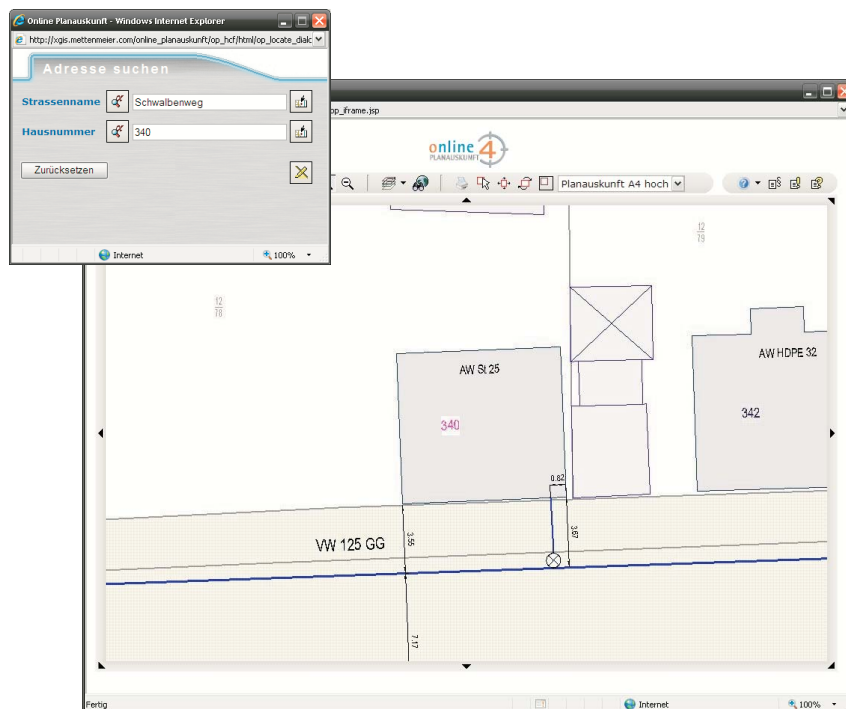 Online Planauskunft - Windows Internet Explorer
http://xgis.mettenmeier.com/online_planauskunft/op_hcf/html/op_locate_dialc
Adresse suchen
Strassenname
Schwalbenweg
Hausnummer
340
Zurücksetzen
Internet
100%
op_iframe.jsp
online 4
PLANAUSKUNFT
Planauskunft A4 hoch
12
79
12
78
AW St 25
AW HDPE 32
340
342
0.82
VW 125 GG
3.55
3.67
7.17
Fertig
Internet
100%